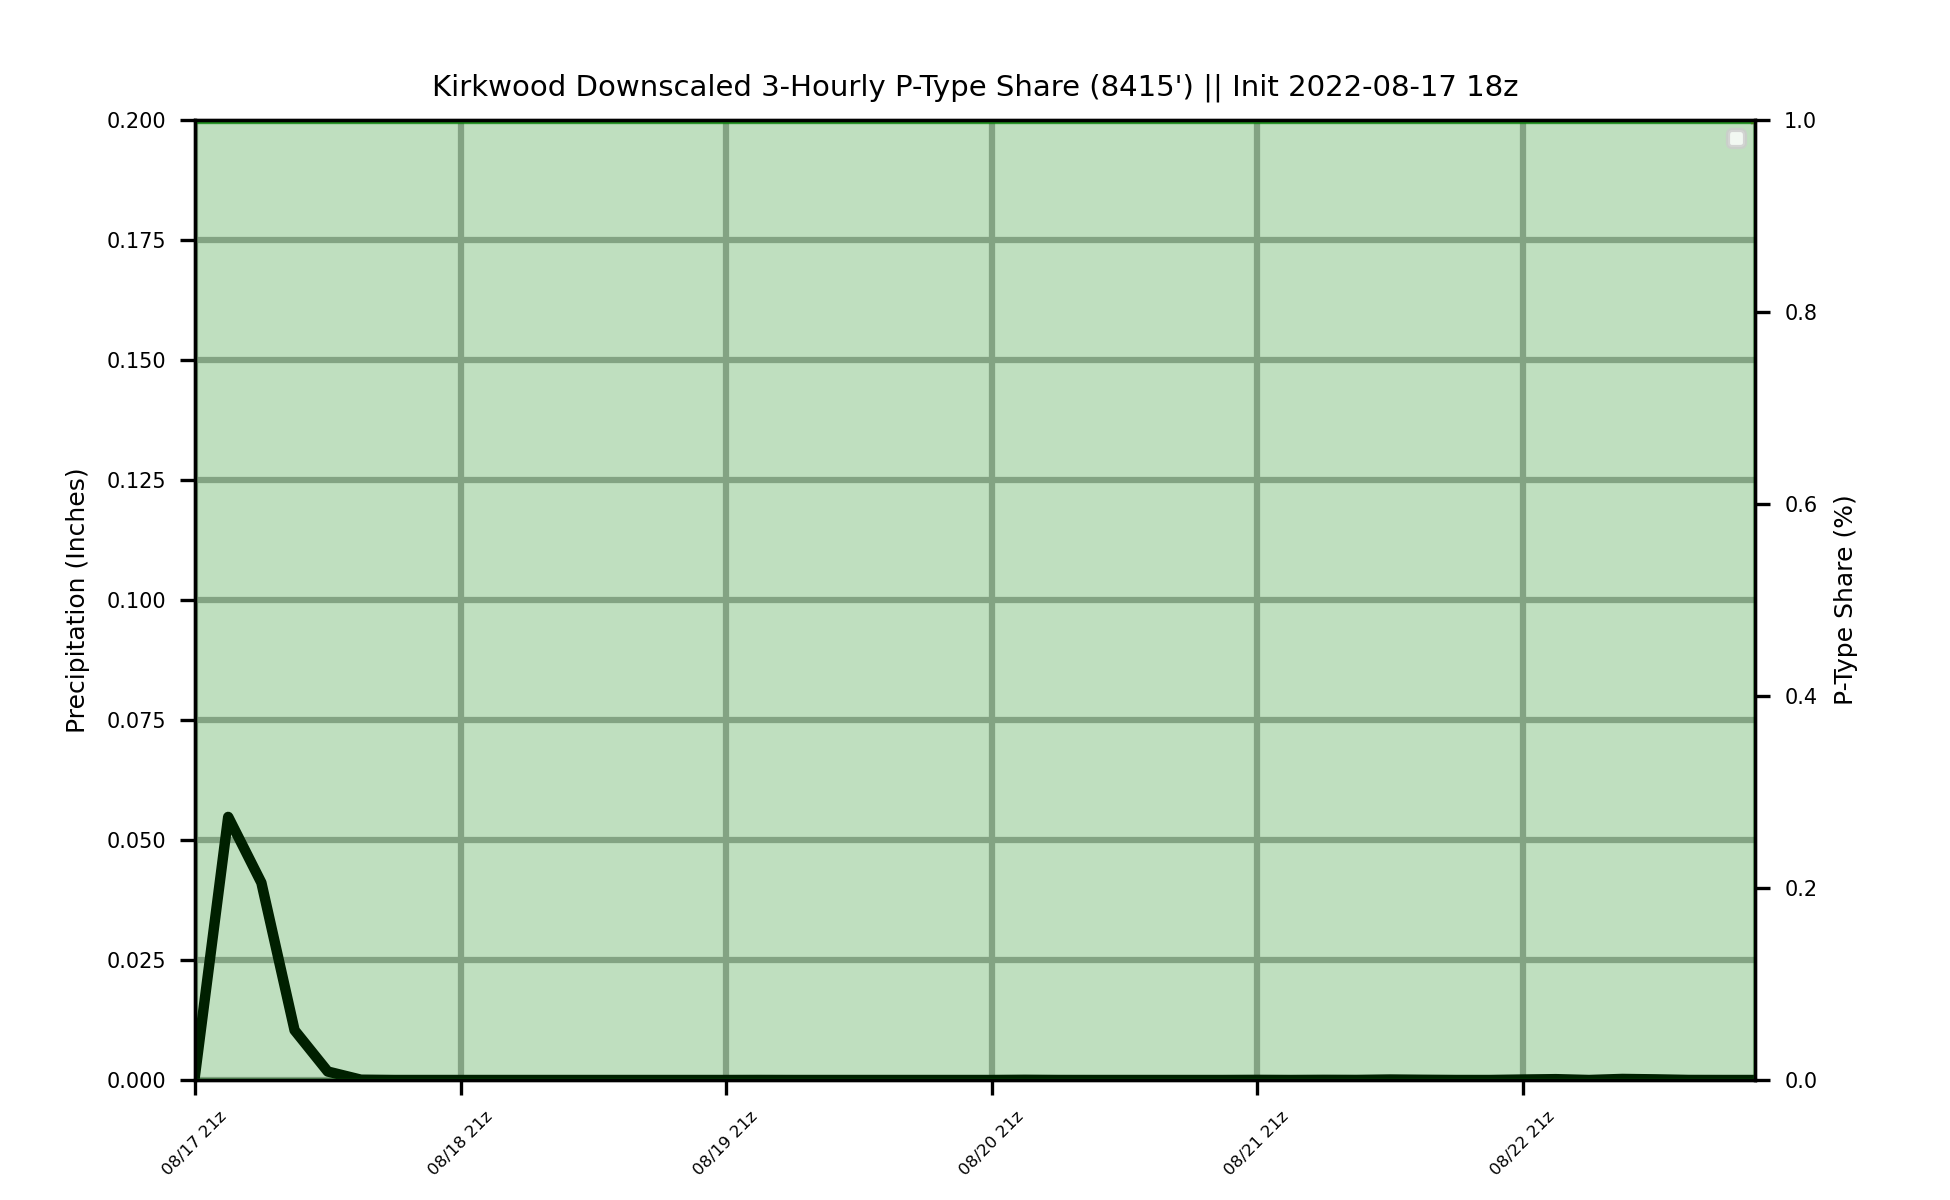 Kirkwood Downscaled 3-Hourly P-Type Share (8415') || Init 2022-08-17 18z
0.200
0.175
0.150
0.125
0.100
0.075
0.050
0.025
0.000
Precipitation (Inches)
1.0
0.8
0.6
0.4
0.2
0.0
P-Type Share (%)
08/17 21z
08/18 21z
08/19 21z
08/20 21z
08/21 21z
08/22 21z